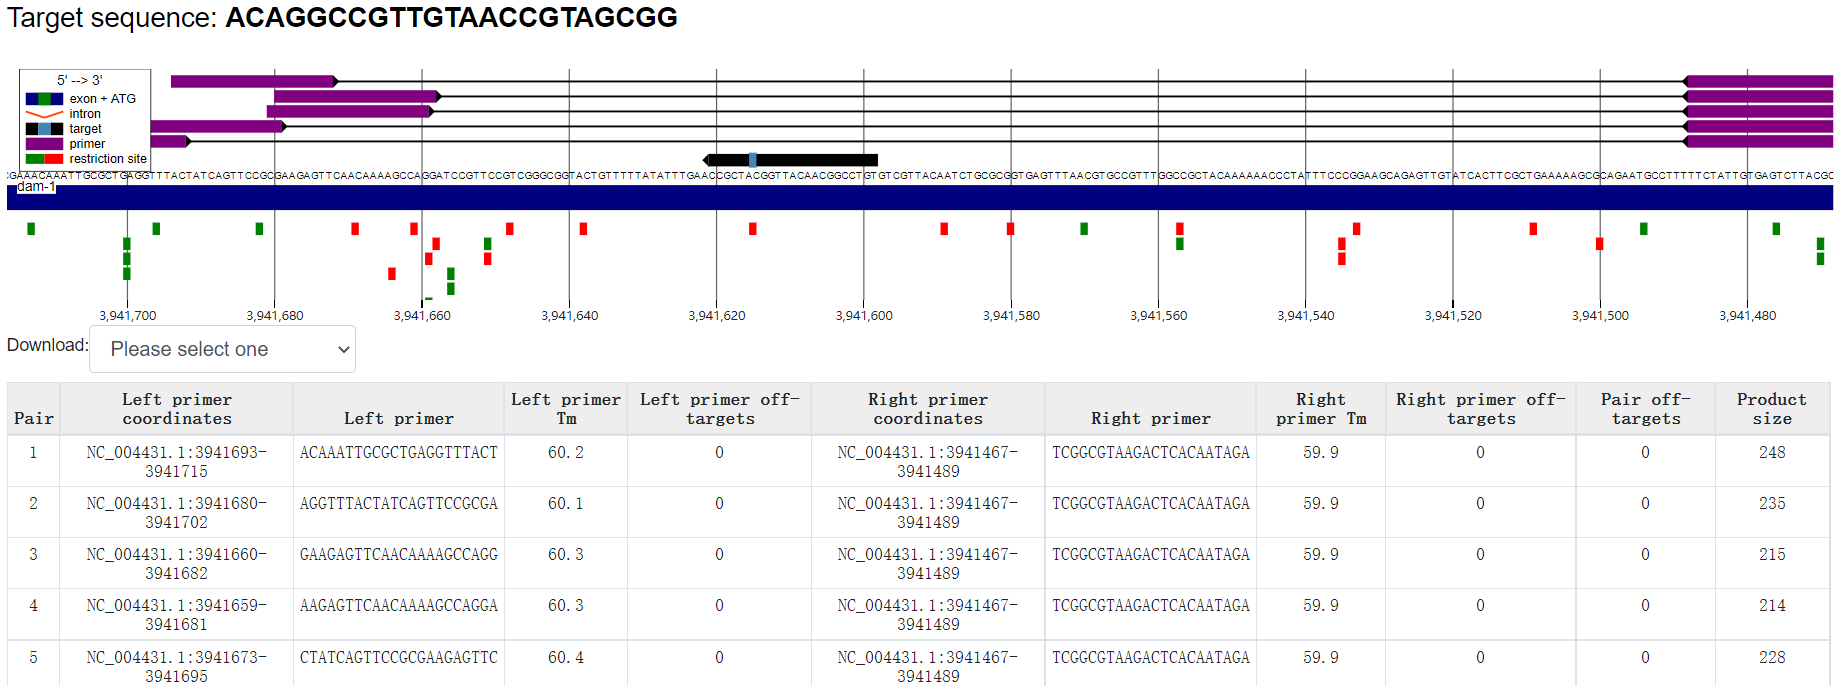 Target sequence: ACAGGCCGTTGTAACCGTAGCGG
5' --> 3'
exon + ATG
intron
target
primer
restriction site
CGAAACAAATTGCGCTGAGGTTTACTATCAGTTCCGCGAAGAGTTCAACAAAAGCCAGGATCCGTTCCGTCGGGCGGTACTGTTTTTATATTTGAACCGCTACGGTTACAACGGCCTGTGTCGTTACAATCTGCGCGGTGAGTTTAACGTGCCGTTTGGCCGCTACAAAAAACCCTATTTCCCGGAAGCAGAGTTGTATCACTTCGCTGAAAAAGCGCAGAATGCCTTTTTCTATTGTGAGTCTTACGC
dam-1
3,941,700 3,941,680 3,941,660 3,941,640 3,941,620 3,941,600 3,941,580 3,941,560 3,941,540 3,941,520 3,941,500 3,941,480
Download: Please select one
Pair Left primer coordinates Left primer Left primer Tm Left primer off-targets Right primer coordinates Right primer Right primer Tm Right primer off-targets Pair off-targets Product size
1 NC_004431.1:3941693-3941715 ACAAATTGCGCTGAGGTTTACT 60.2 0 NC_004431.1:3941467-3941489 TCGGCGTAAGACTCACAATAGA 59.9 0 0 248
2 NC_004431.1:3941680-3941702 AGGTTTACTATCAGTTCCGCGA 60.1 0 NC_004431.1:3941467-3941489 TCGGCGTAAGACTCACAATAGA 59.9 0 0 235
3 NC_004431.1:3941660-3941682 GAAGAGTTCAACAAAAGCCAGG 60.3 0 NC_004431.1:3941467-3941489 TCGGCGTAAGACTCACAATAGA 59.9 0 0 215
4 NC_004431.1:3941659-3941681 AAGAGTTCAACAAAAGCCAGGA 60.3 0 NC_004431.1:3941467-3941489 TCGGCGTAAGACTCACAATAGA 59.9 0 0 214
5 NC_004431.1:3941673-3941695 CTATCAGTTCCGCGAAGAGTTC 60.4 0 NC_004431.1:3941467-3941489 TCGGCGTAAGACTCACAATAGA 59.9 0 0 228